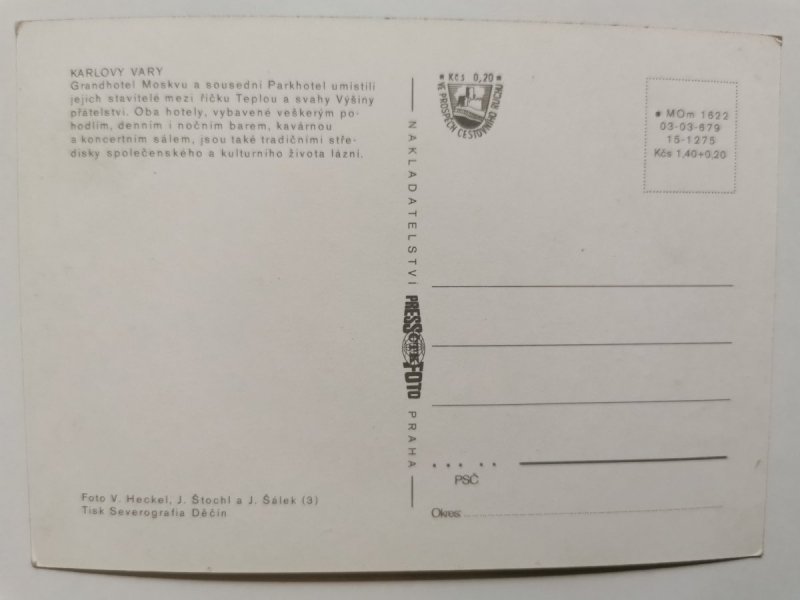 KARLOVY VARY
Grandhotel Moskvu a sousední Parkhotel umístili
jejich stavitelé mezi říčku Teplou a svahy Výšiny
přátelství. Oba hotely, vybavené veškerým po-
hodlím, denním i nočním barem, kavárnou
a koncertním sálem, jsou také tradičními stře-
disky společenského a kulturního života lázní.
Foto V. Heckel, J. Štochl a J. Šálek (3)
Tisk Severografia Děčín
NAKLADATELSTVÍ
PRESSFOTO
PRAHA
* Kčs 0,20 *
VE PROSPĚCH CESTOVNÍHO RUCHU
* MOm 1622
03-03-679
15-1275
Kčs 1,40+0,20
PSČ
Okres: